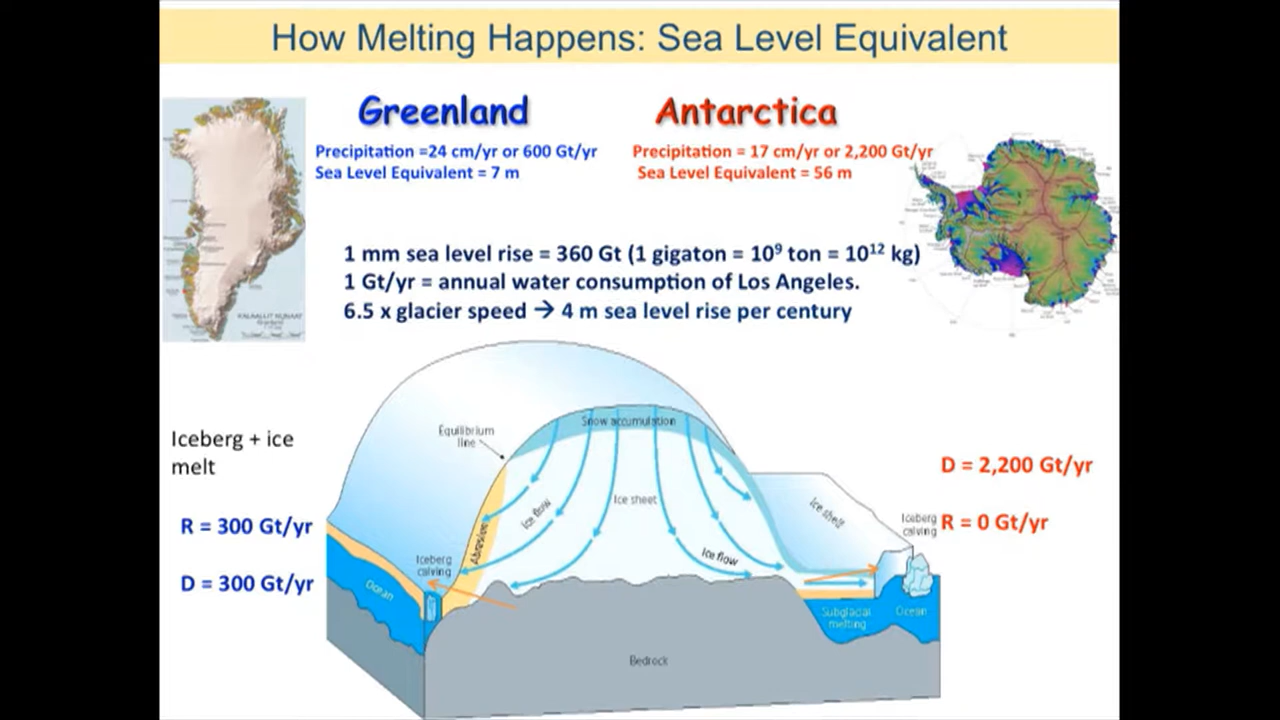 How Melting Happens: Sea Level Equivalent
Greenland
Antarctica
Precipitation =24 cm/yr or 600 Gt/yr
Sea Level Equivalent = 7 m
Precipitation = 17 cm/yr or 2,200 Gt/yr
Sea Level Equivalent = 56 m
1 mm sea level rise = 360 Gt (1 gigaton = 10⁹ ton = 10¹² kg)
1 Gt/yr = annual water consumption of Los Angeles.
6.5 x glacier speed → 4 m sea level rise per century
KALAALLIT NUNAAT
Greenland
Iceberg + ice
melt
R = 300 Gt/yr
D = 300 Gt/yr
Equilibrium
line
Snow accumulation
Ice sheet
Ice flow
Ablation
Iceberg
calving
Ocean
Ice flow
Ice shelf
Iceberg
calving
Subglacial
melting
Ocean
Bedrock
D = 2,200 Gt/yr
R = 0 Gt/yr